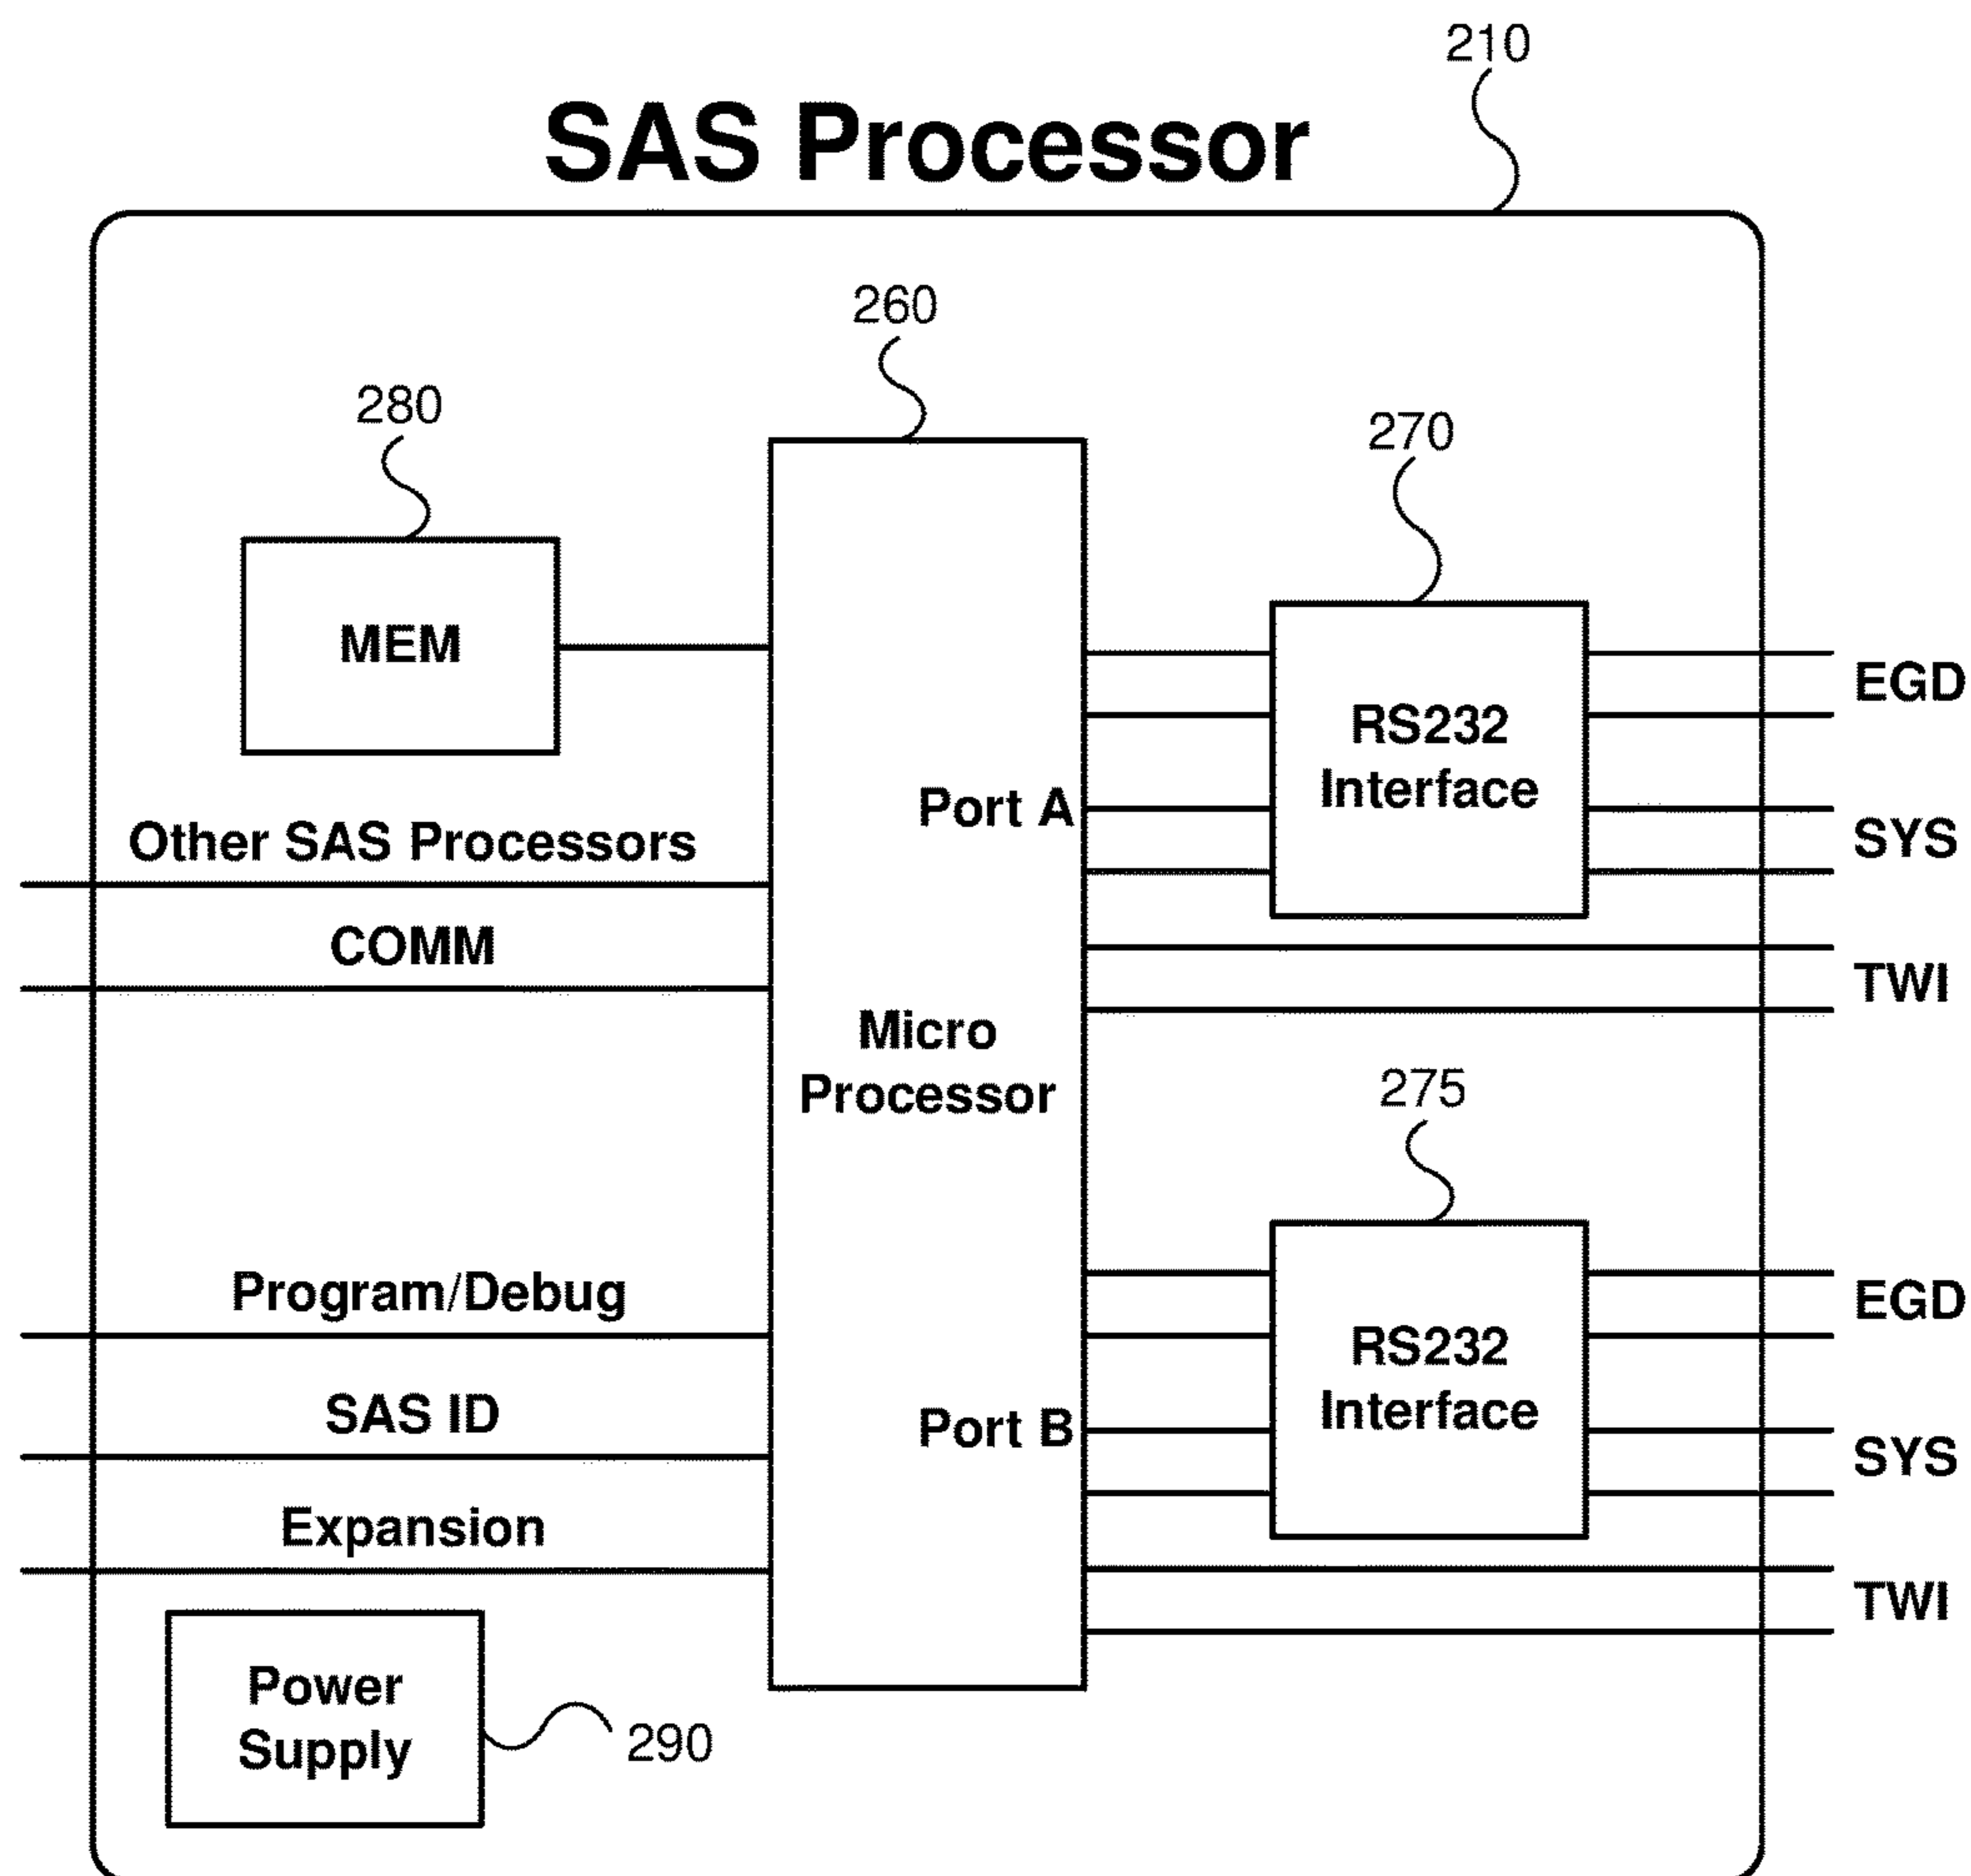 210
SAS Processor
260
280
270
MEM
EGD
RS232
Interface
Port A
Other SAS Processors
SYS
COMM
TWI
Micro
Processor
275
Program/Debug
EGD
RS232
Interface
SAS ID
Port B
SYS
Expansion
TWI
Power
Supply
290